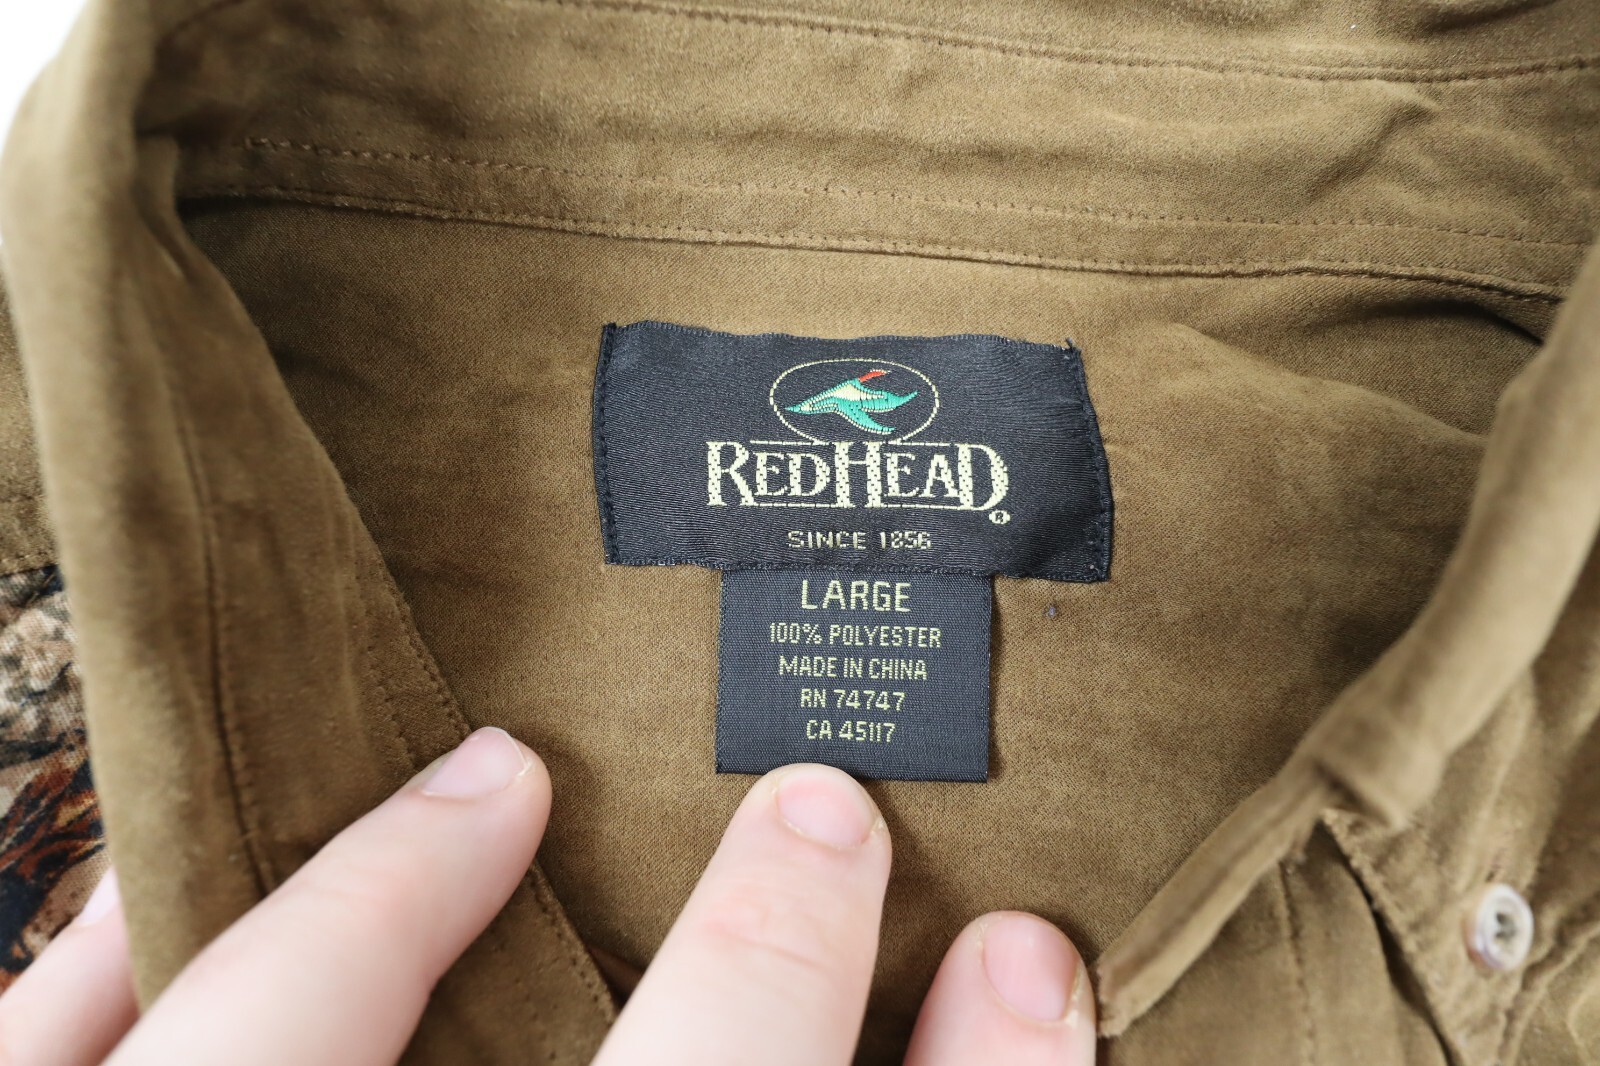 REDHEAD®
SINCE 1856
LARGE
100% POLYESTER
MADE IN CHINA
RN 74747
CA 45117